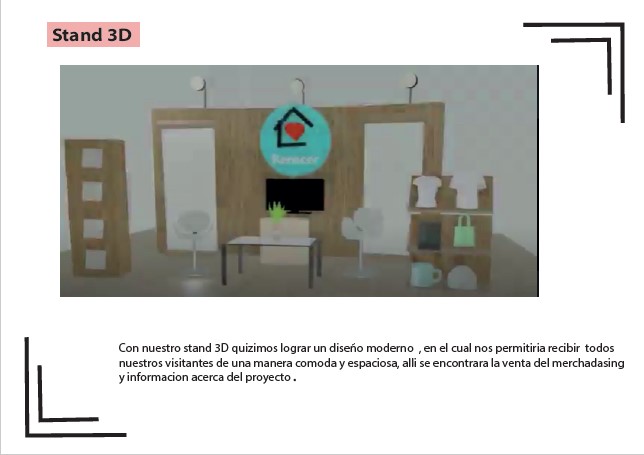 Stand 3D
Renacer
Con nuestro stand 3D quizimos lograr un diseño moderno , en el cual nos permitiria recibir todos
nuestros visitantes de una manera comoda y espaciosa, alli se encontrara la venta del merchadasing
y informacion acerca del proyecto .